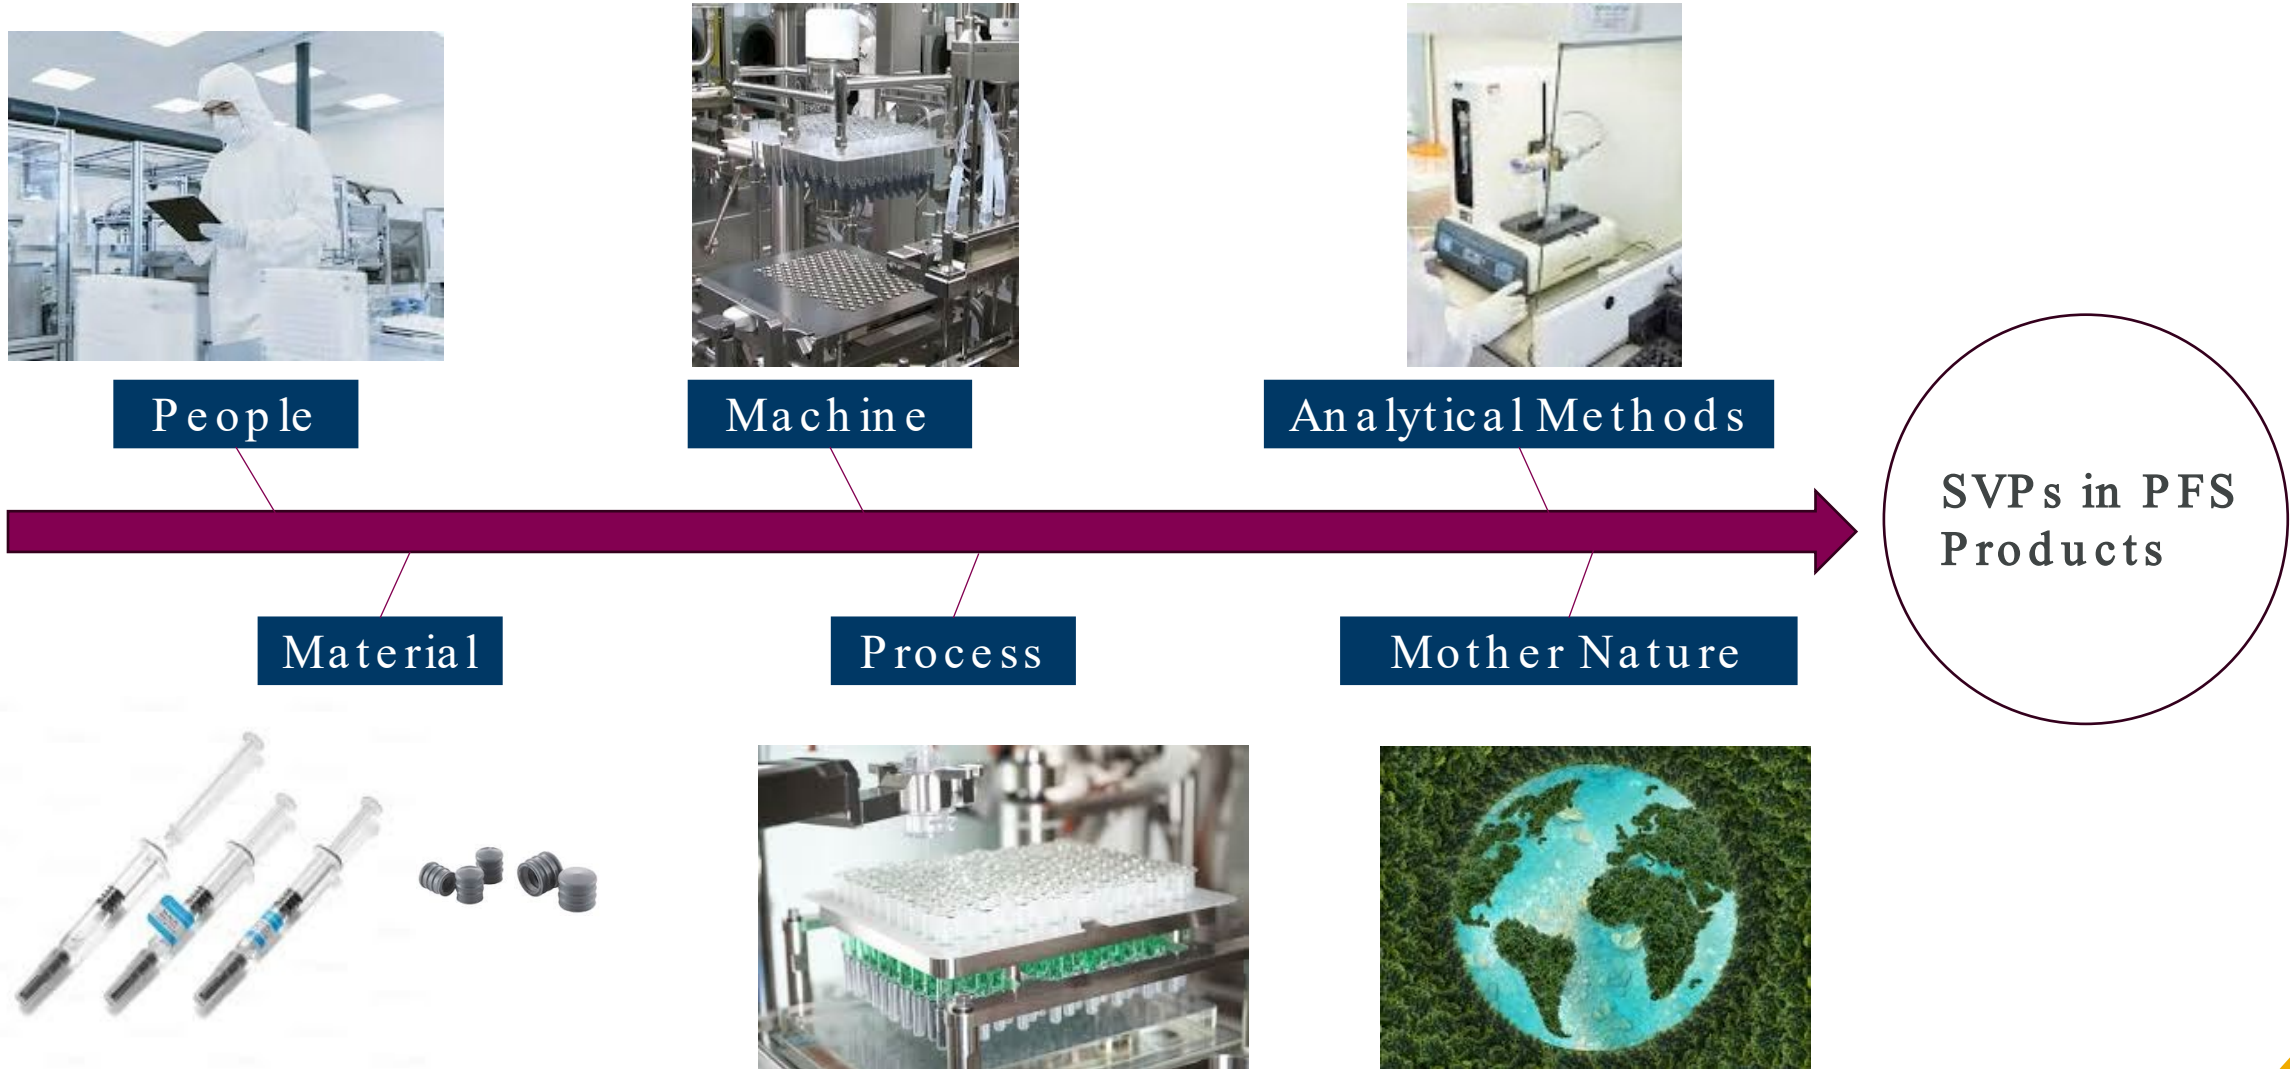 People
Machine
Analytical Methods
SVPs in PFS
Products
Material
Process
Mother Nature